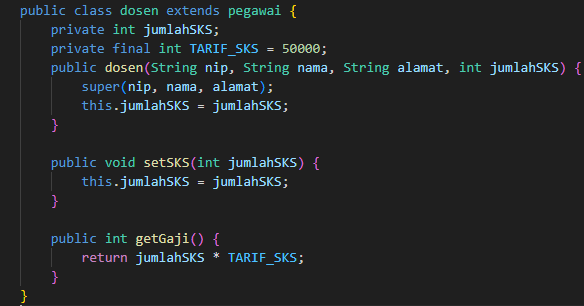 public class dosen extends pegawai {
    private int jumlahSKS;
    private final int TARIF_SKS = 50000;
    public dosen(String nip, String nama, String alamat, int jumlahSKS) {
        super(nip, nama, alamat);
        this.jumlahSKS = jumlahSKS;
    }

    public void setSKS(int jumlahSKS) {
        this.jumlahSKS = jumlahSKS;
    }

    public int getGaji() {
        return jumlahSKS * TARIF_SKS;
    }
}